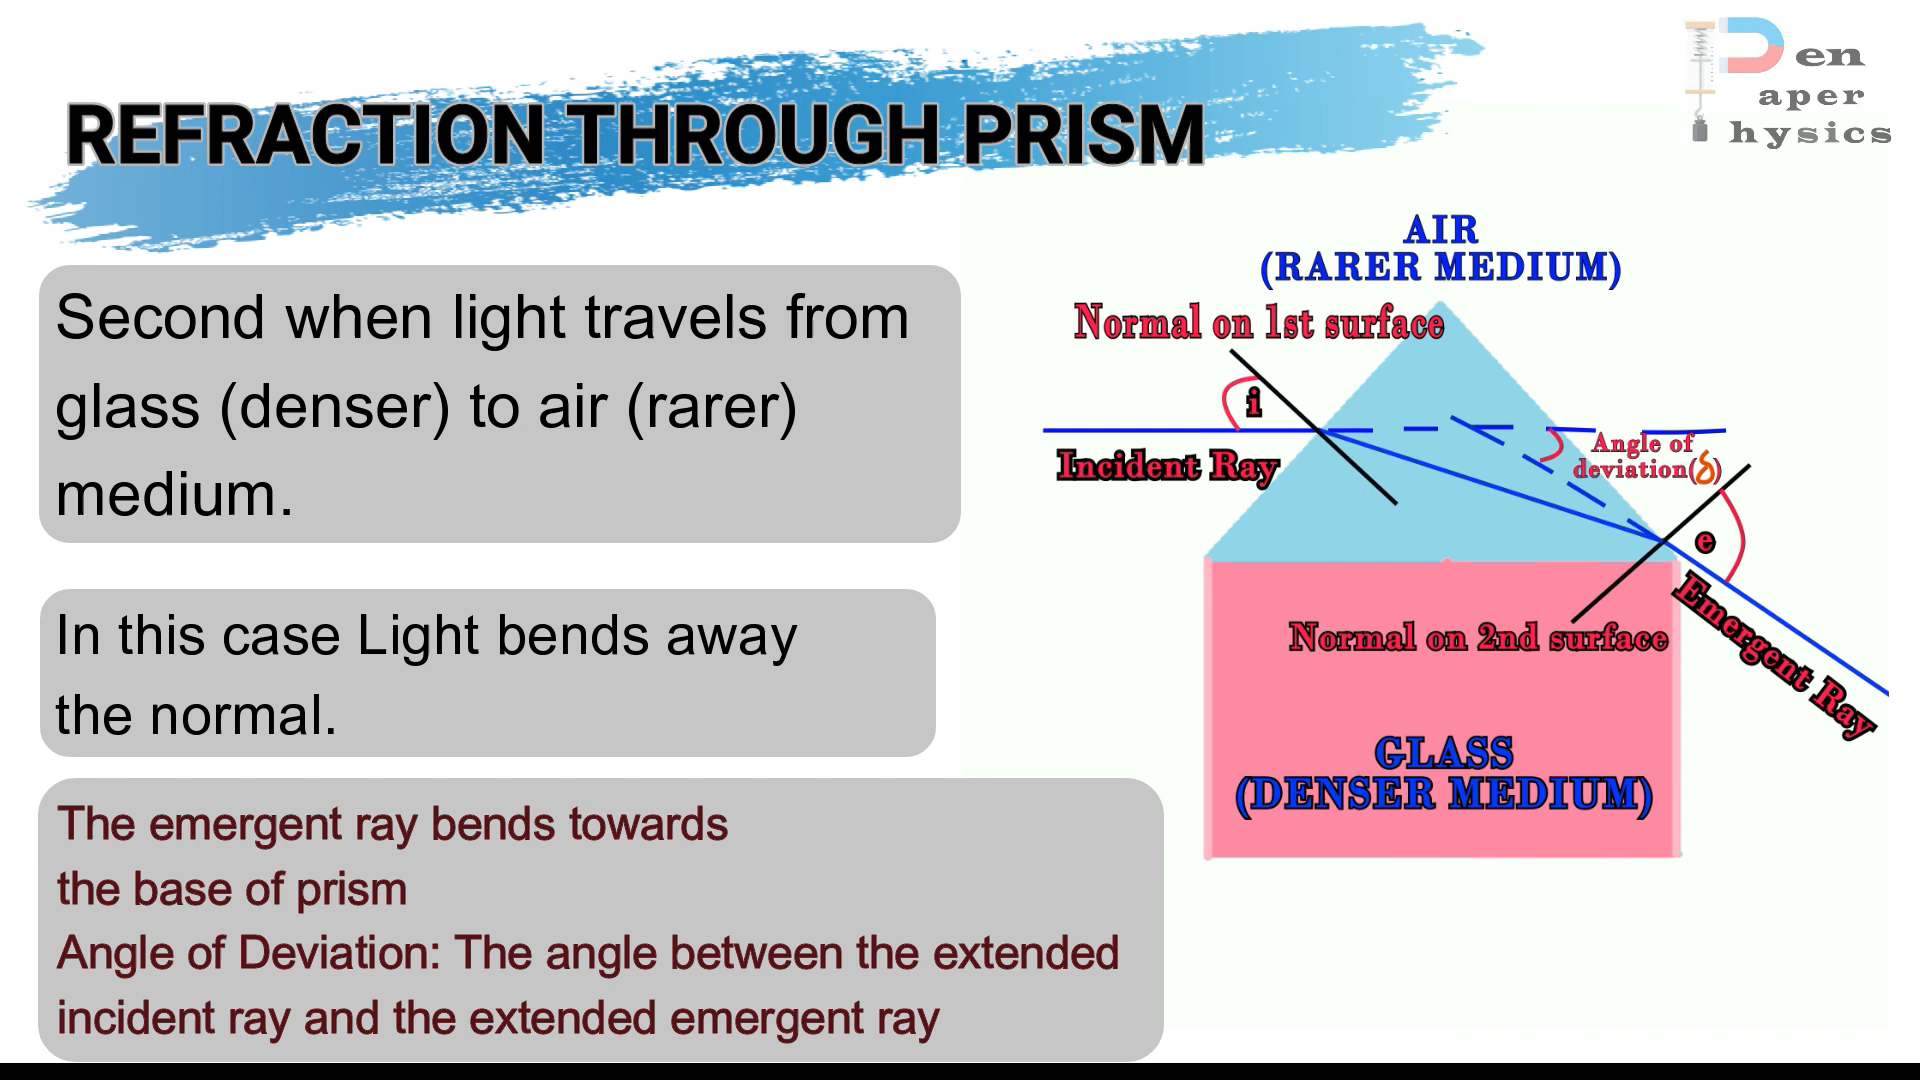 REFRACTION THROUGH PRISM
Pen
aper
hysics
Second when light travels from
glass (denser) to air (rarer)
medium.
In this case Light bends away
the normal.
The emergent ray bends towards
the base of prism
Angle of Deviation: The angle between the extended
incident ray and the extended emergent ray
AIR
(RARER MEDIUM)
Normal on 1st surface
i
Incident Ray
Angle of
deviation(δ)
e
Emergent Ray
Normal on 2nd surface
GLASS
(DENSER MEDIUM)